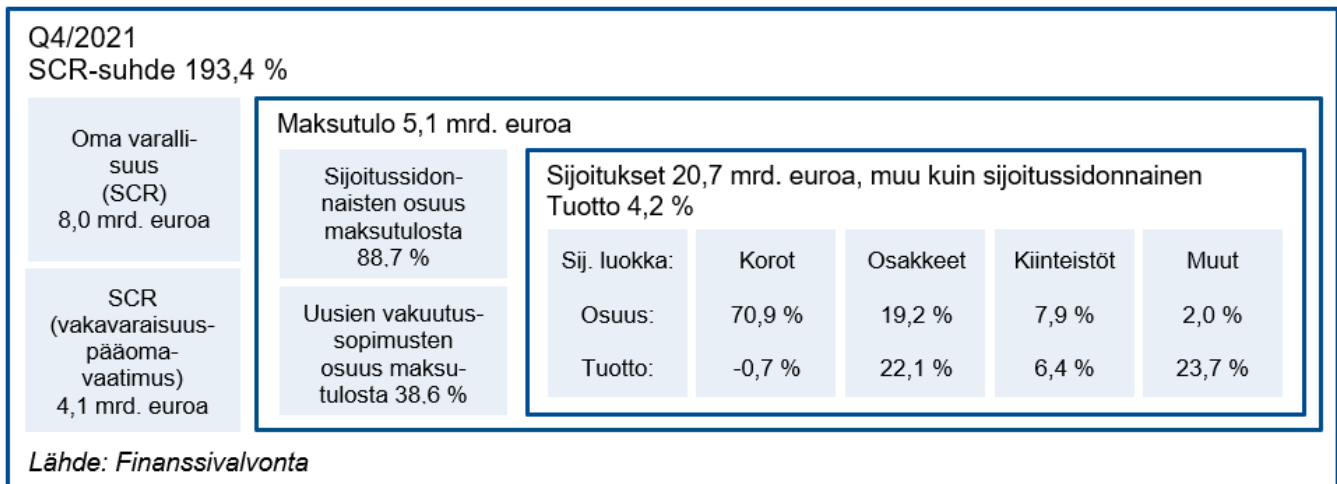 Q4/2021
SCR-suhde 193,4 %
Oma varalli-
suus
(SCR)
8,0 mrd. euroa
SCR
(vakavaraisuus-
pääoma-
vaatimus)
4,1 mrd. euroa
Maksutulo 5,1 mrd. euroa
Sijoitussidon-
naisten osuus
maksutulosta
88,7 %
Uusien vakuutus-
sopimusten
osuus maksu-
tulosta 38,6 %
Sijoitukset 20,7 mrd. euroa, muu kuin sijoitussidonnainen
Tuotto 4,2 %
Sij. luokka: Korot Osakkeet Kiinteistöt Muut
Osuus: 70,9 % 19,2 % 7,9 % 2,0 %
Tuotto: -0,7 % 22,1 % 6,4 % 23,7 %
Lähde: Finanssivalvonta